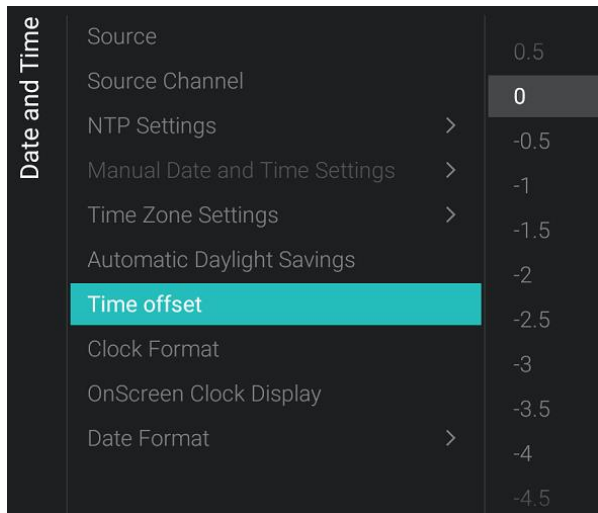 Date and Time
Source
Source Channel
NTP Settings
Manual Date and Time Settings
Time Zone Settings
Automatic Daylight Savings
Time offset
Clock Format
OnScreen Clock Display
Date Format
0.5
0
-0.5
-1
-1.5
-2
-2.5
-3
-3.5
-4
-4.5